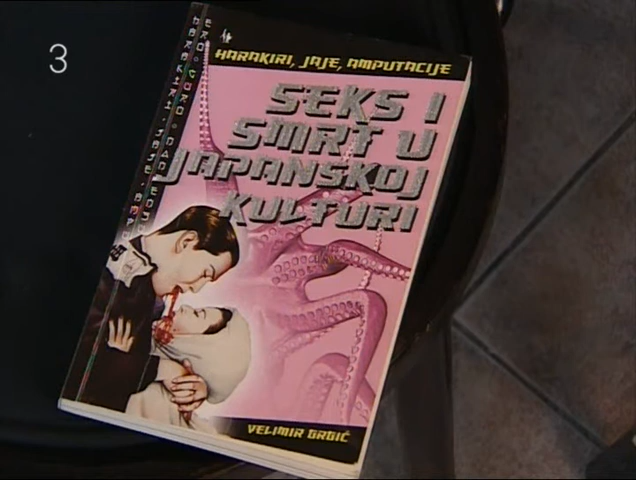 3
HARAKIRI, JAJE, AMPUTACIJE
SEKS I
SMRT U
JAPANSKOJ
KULTURI
VELIMIR GRGIĆ